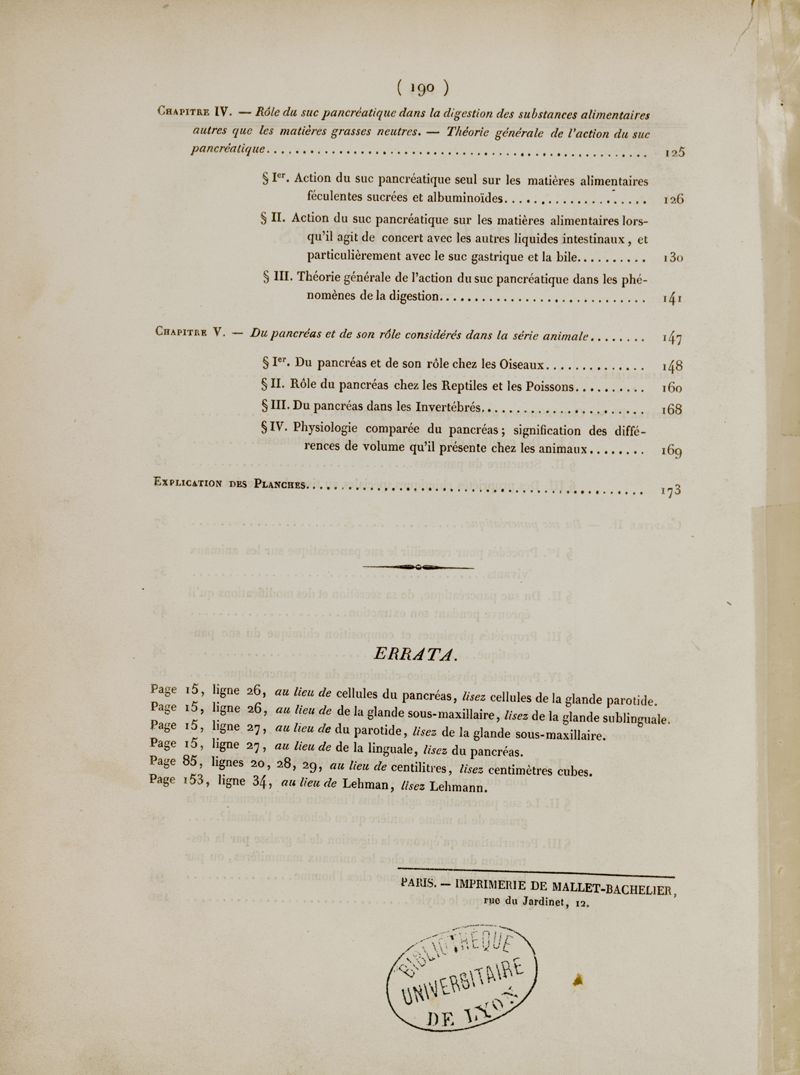 ( 190 )
CHAPITRE IV. — Rôle du suc pancréatique dans la digestion des substances alimentaires
autres que les matières grasses neutres. — Théorie générale de l'action du suc
pancréatique.................................................... 125
§ Ier. Action du suc pancréatique seul sur les matières alimentaires
féculentes sucrées et albuminoïdes.................... 126
§ II. Action du suc pancréatique sur les matières alimentaires lors-
qu'il agit de concert avec les autres liquides intestinaux, et
particulièrement avec le suc gastrique et la bile.......... 130
§ III. Théorie générale de l'action du suc pancréatique dans les phé-
nomènes de la digestion............................. 141
CHAPITRE V. — Du pancréas et de son rôle considérés dans la série animale........ 147
§ Ier. Du pancréas et de son rôle chez les Oiseaux.............. 148
§ II. Rôle du pancréas chez les Reptiles et les Poissons.......... 160
§ III. Du pancréas dans les Invertébrés....................... 168
§ IV. Physiologie comparée du pancréas; signification des diffé-
rences de volume qu'il présente chez les animaux........ 169
EXPLICATION DES PLANCHES............................................... 173
ERRATA.
Page 15, ligne 26, au lieu de cellules du pancréas, lisez cellules de la glande parotide.
Page 15, ligne 26, au lieu de de la glande sous-maxillaire, lisez de la glande sublinguale.
Page 15, ligne 27, au lieu de du parotide, lisez de la glande sous-maxillaire.
Page 15, ligne 27, au lieu de de la linguale, lisez du pancréas.
Page 85, lignes 20, 28, 29, au lieu de centilitres, lisez centimètres cubes.
Page 153, ligne 34, au lieu de Lehman, lisez Lehmann.
PARIS. — IMPRIMERIE DE MALLET-BACHELIER,
rue du Jardinet, 12.
BIBLIOTHEQUE
UNIVERSITAIRE
DE LYON